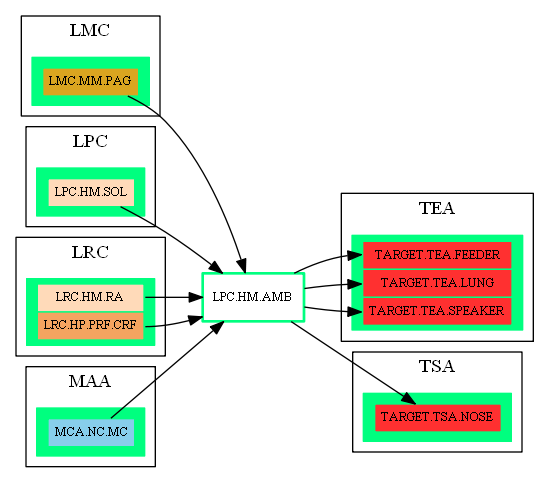 LMC
LMC.MM.PAG
LPC
LPC.HM.SOL
LRC
LRC.HM.RA
LRC.HP.PRF.CRF
MAA
MCA.NC.MC
LPC.HM.AMB
TEA
TARGET.TEA.FEEDER
TARGET.TEA.LUNG
TARGET.TEA.SPEAKER
TSA
TARGET.TSA.NOSE